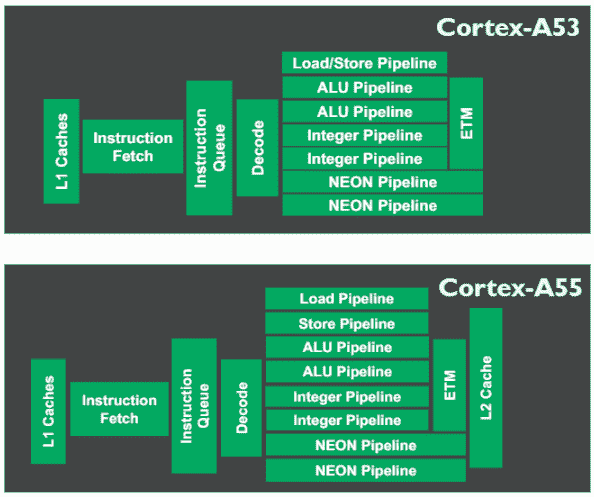 Cortex-A53
Load/Store Pipeline
ALU Pipeline
ALU Pipeline
Integer Pipeline
Integer Pipeline
NEON Pipeline
NEON Pipeline
L1 Caches
Instruction
Fetch
Instruction
Queue
Decode
ETM
Cortex-A55
Load Pipeline
Store Pipeline
ALU Pipeline
ALU Pipeline
Integer Pipeline
Integer Pipeline
NEON Pipeline
NEON Pipeline
L1 Caches
Instruction
Fetch
Instruction
Queue
Decode
ETM
L2 Cache